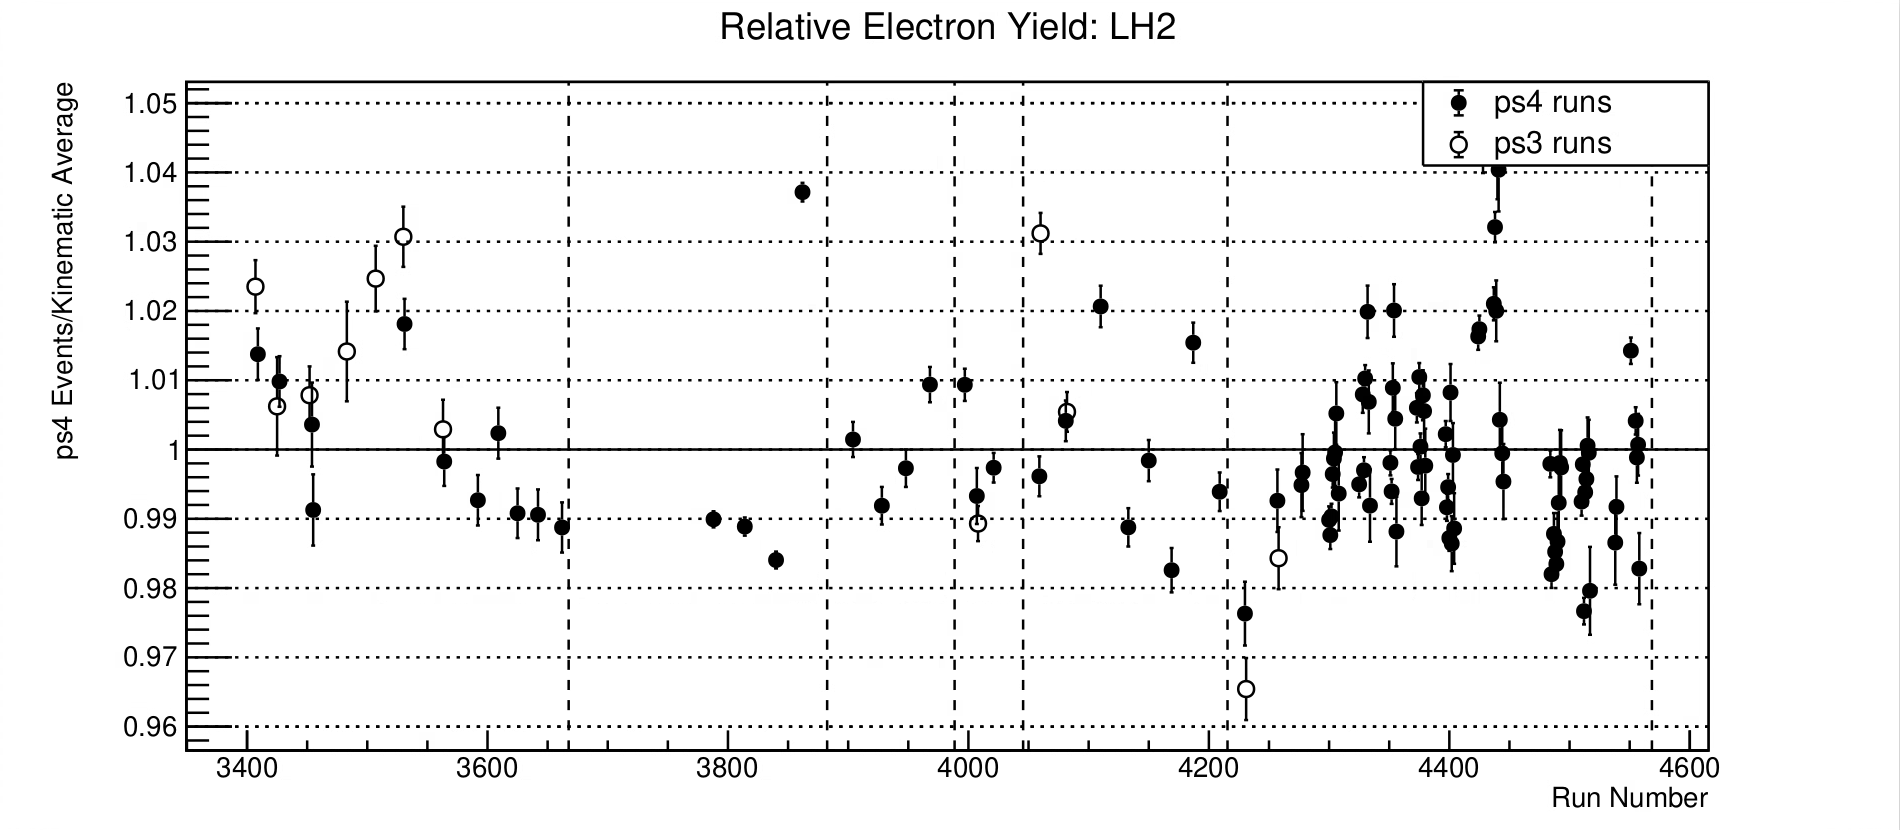 Relative Electron Yield: LH2
ps4 Events/Kinematic Average
1.05
1.04
1.03
1.02
1.01
1
0.99
0.98
0.97
0.96
ps4 runs
ps3 runs
3400 3600 3800 4000 4200 4400 4600
Run Number